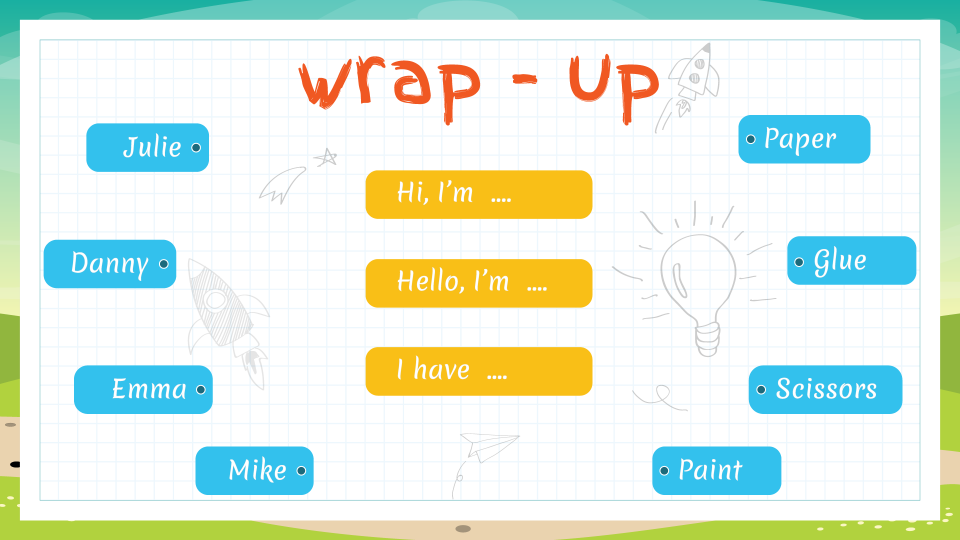 wrap - up
Julie
Danny
Emma
Mike
Hi, I'm ....
Hello, I'm ....
I have ....
Paper
Glue
Scissors
Paint